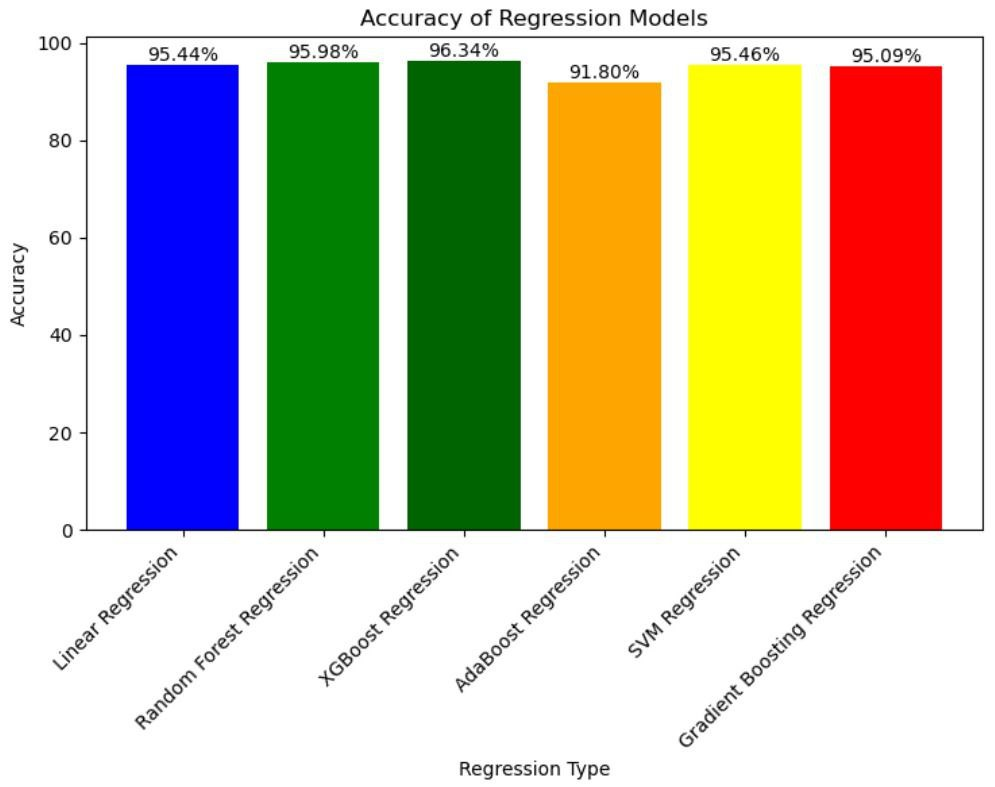 Accuracy of Regression Models
95.44%
95.98%
96.34%
91.80%
95.46%
95.09%
100
80
60
40
20
0
Accuracy
Linear Regression
Random Forest Regression
XGBoost Regression
AdaBoost Regression
SVM Regression
Gradient Boosting Regression
Regression Type